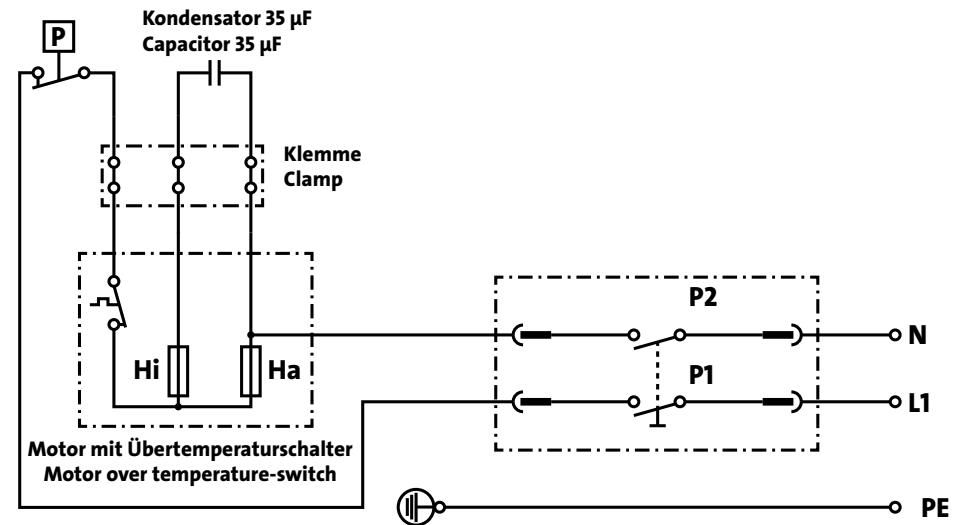 P
Kondensator 35 µF
Capacitor 35 µF
Klemme
Clamp
P2
N
Hi
Ha
P1
L1
Motor mit Übertemperaturschalter
Motor over temperature-switch
PE